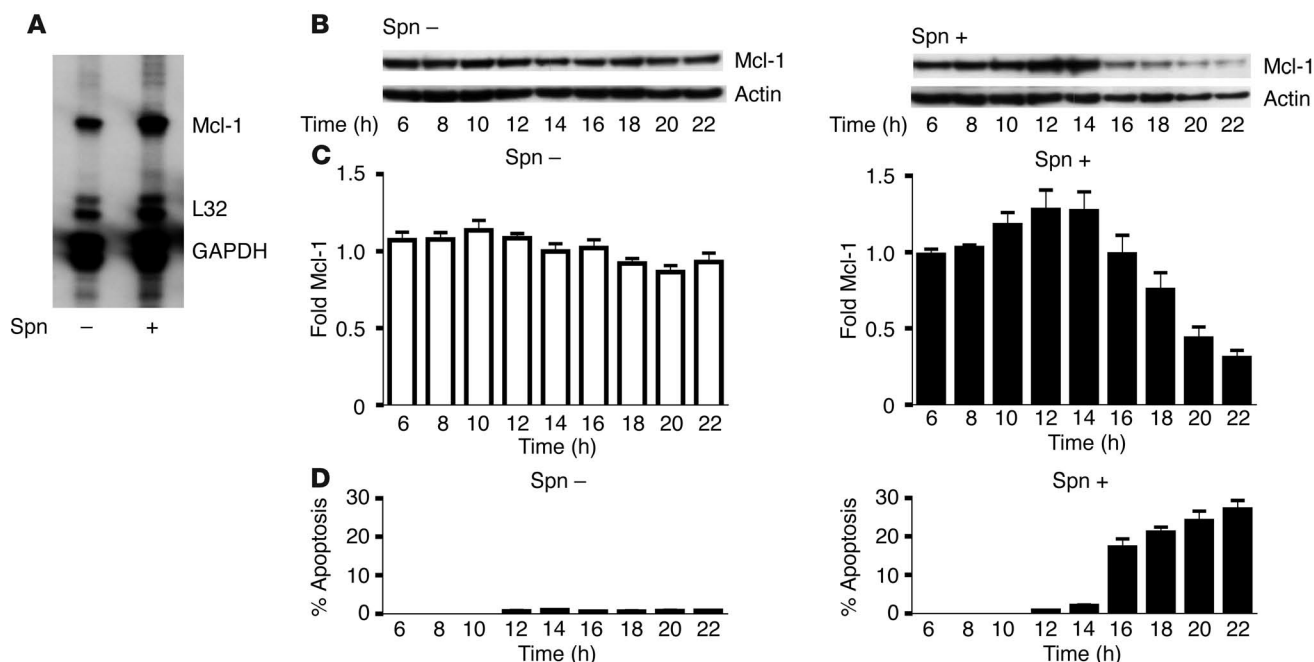 A
Mcl-1
L32
GAPDH
Spn – +
B
Spn –
Mcl-1
Actin
Time (h) 6 8 10 12 14 16 18 20 22
Spn +
Mcl-1
Actin
Time (h) 6 8 10 12 14 16 18 20 22
C
Spn –
Fold Mcl-1
1.5
1.0
0.5
0
6 8 10 12 14 16 18 20 22
Time (h)
Spn +
Fold Mcl-1
1.5
1.0
0.5
0
6 8 10 12 14 16 18 20 22
Time (h)
D
Spn –
% Apoptosis
30
20
10
0
6 8 10 12 14 16 18 20 22
Time (h)
Spn +
% Apoptosis
30
20
10
0
6 8 10 12 14 16 18 20 22
Time (h)